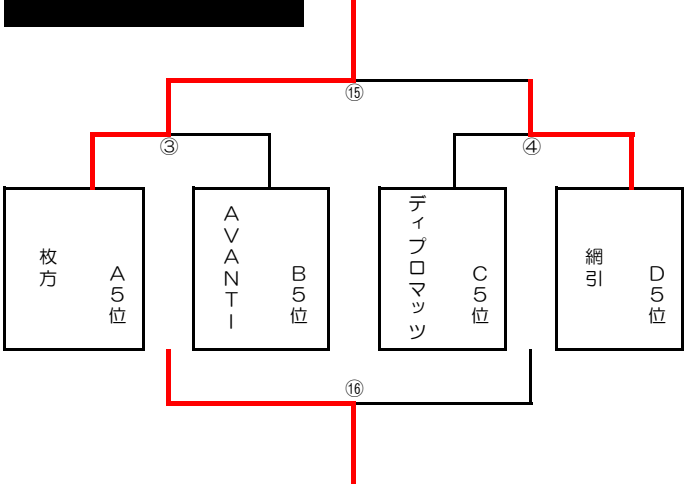 ⑮
③
④
枚方
A5位
AVANTI
B5位
ディプロマッツ
C5位
網引
D5位
⑯